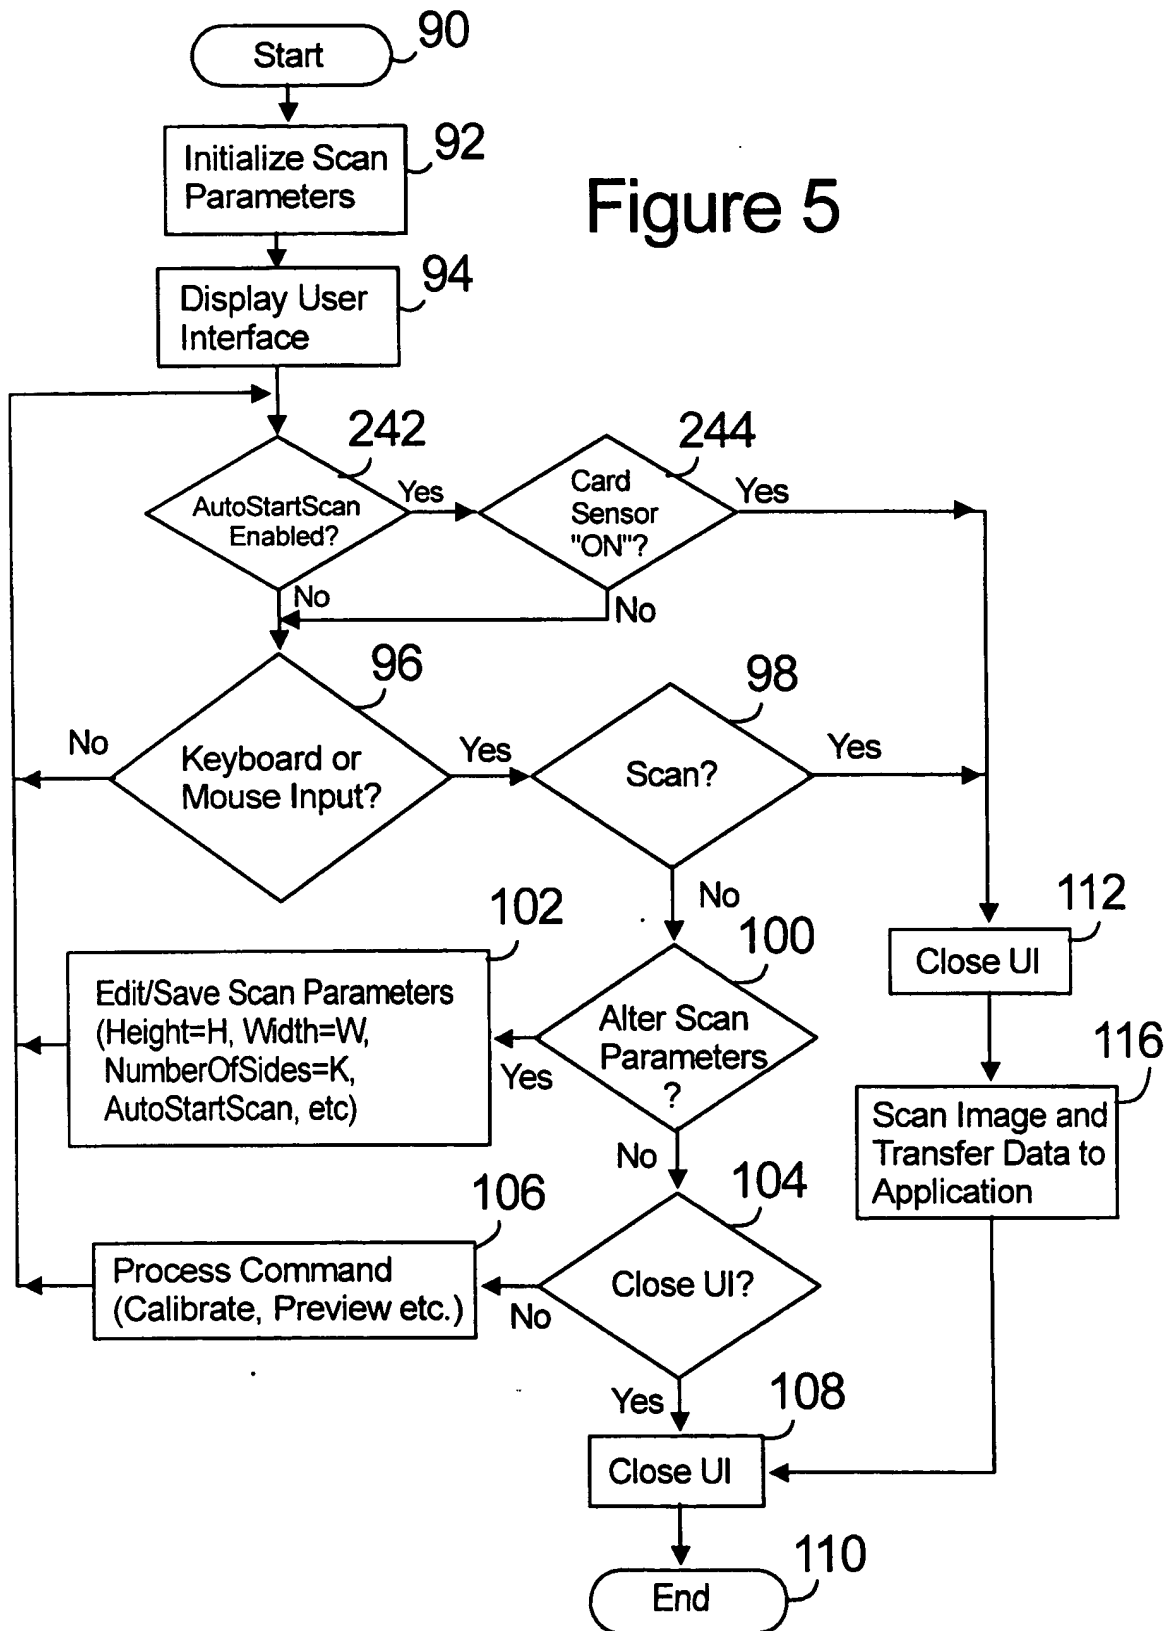 Start
90
Initialize Scan
Parameters
92
Figure 5
Display User
Interface
94
AutoStartScan
Enabled?
242
Yes
Card
Sensor
"ON"?
244
Yes
No
No
Keyboard or
Mouse Input?
96
No
Yes
Scan?
98
Yes
No
102
Edit/Save Scan Parameters
(Height=H, Width=W,
NumberOfSides=K,
AutoStartScan, etc)
Yes
Alter Scan
Parameters
?
100
112
Close UI
116
Scan Image and
Transfer Data to
Application
No
106
Process Command
(Calibrate, Preview etc.)
No
Close UI?
104
Yes
108
Close UI
110
End